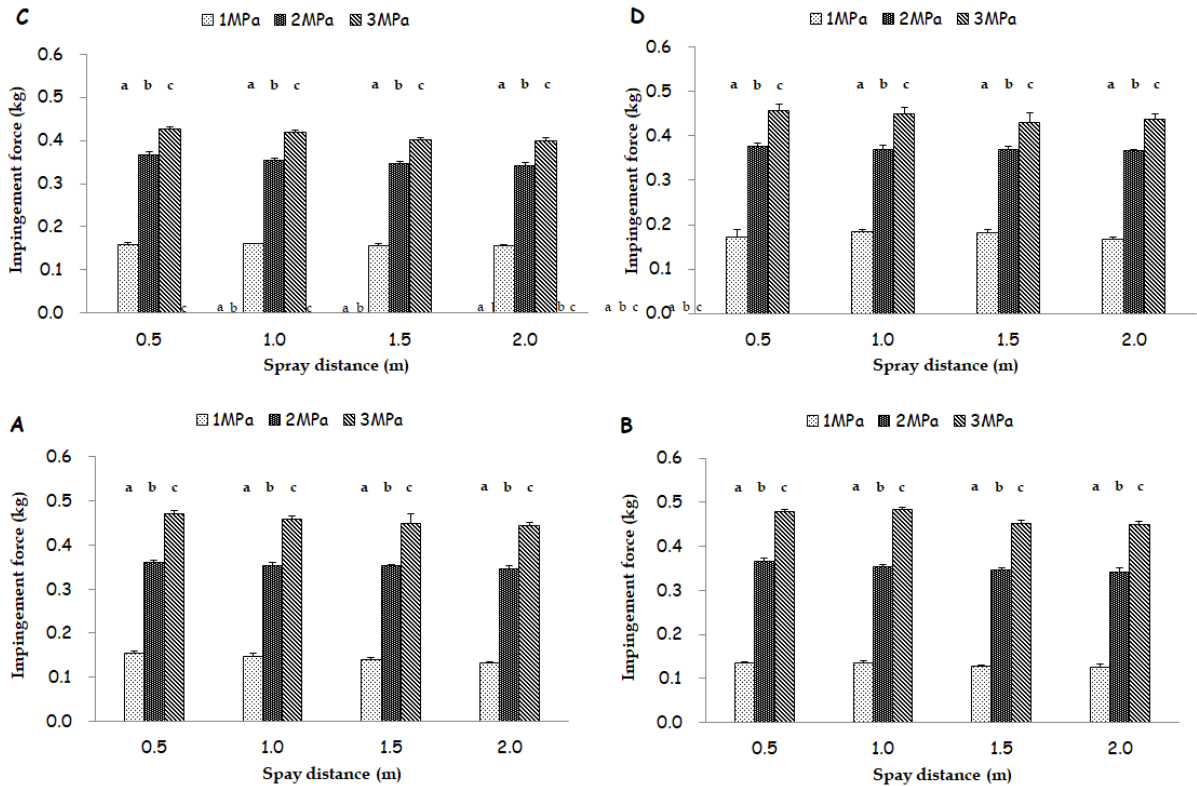 C
1MPa 2MPa 3MPa
0.6
0.5
0.4
0.3
0.2
0.1
0.0
Impingement force (kg)
a b c a b c a b c a b c
c a b c a b a b b c a b c a b c
0.5 1.0 1.5 2.0
Spray distance (m)
D
1MPa 2MPa 3MPa
0.6
0.5
0.4
0.3
0.2
0.1
0.0
Impingement force (kg)
a b c a b c a b c a b c
0.5 1.0 1.5 2.0
Spray distance (m)
A
1MPa 2MPa 3MPa
0.6
0.5
0.4
0.3
0.2
0.1
0.0
Impingement force (kg)
a b c a b c a b c a b c
0.5 1.0 1.5 2.0
Spay distance (m)
B
1MPa 2MPa 3MPa
0.6
0.5
0.4
0.3
0.2
0.1
0.0
Impingement force (kg)
a b c a b c a b c a b c
0.5 1.0 1.5 2.0
Spay distance (m)